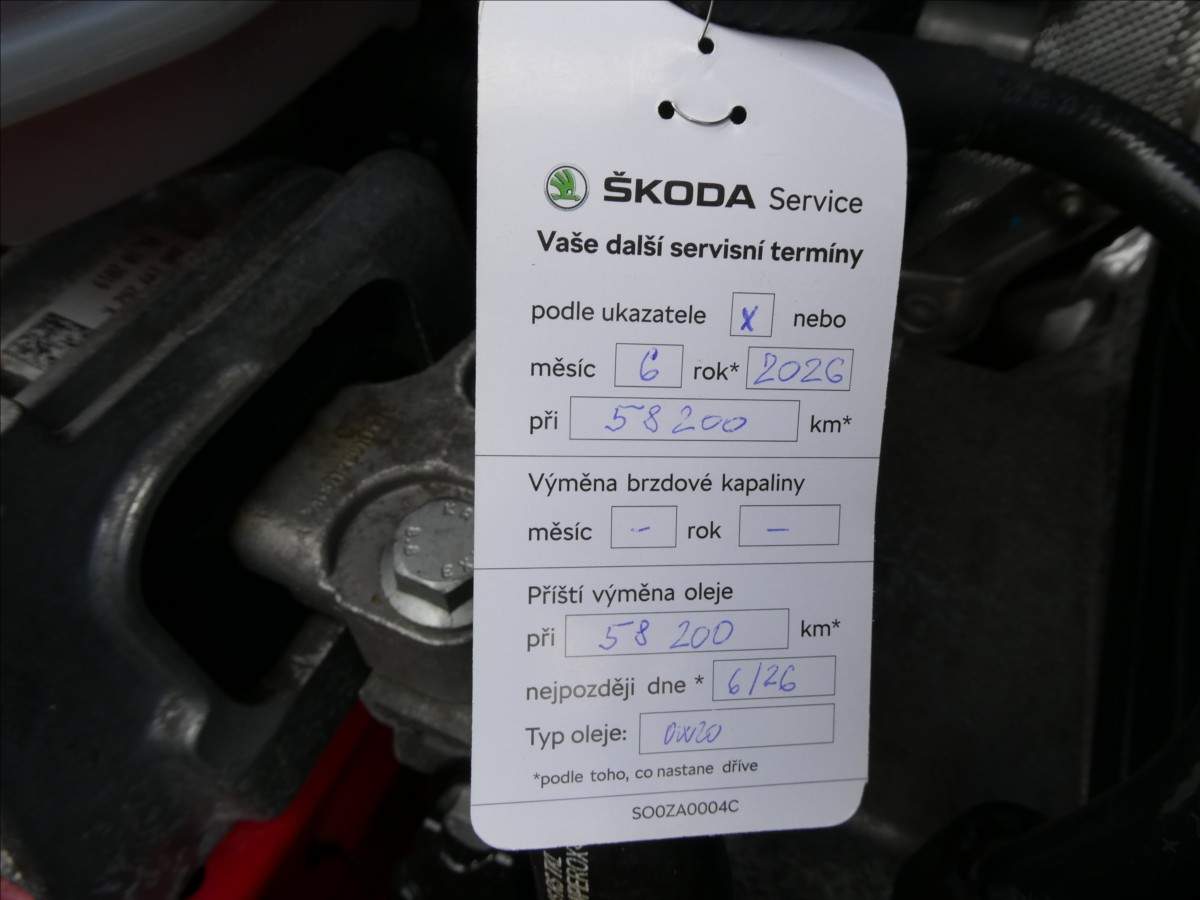 ŠKODA Service
Vaše další servisní termíny
podle ukazatele x nebo
měsíc 6 rok* 2026
při 58 200 km*
Výměna brzdové kapaliny
měsíc - rok -
Příští výměna oleje
při 58 200 km*
nejpozději dne * 6/26
Typ oleje: 0W20
*podle toho, co nastane dříve
SO0ZA0004C
8.8